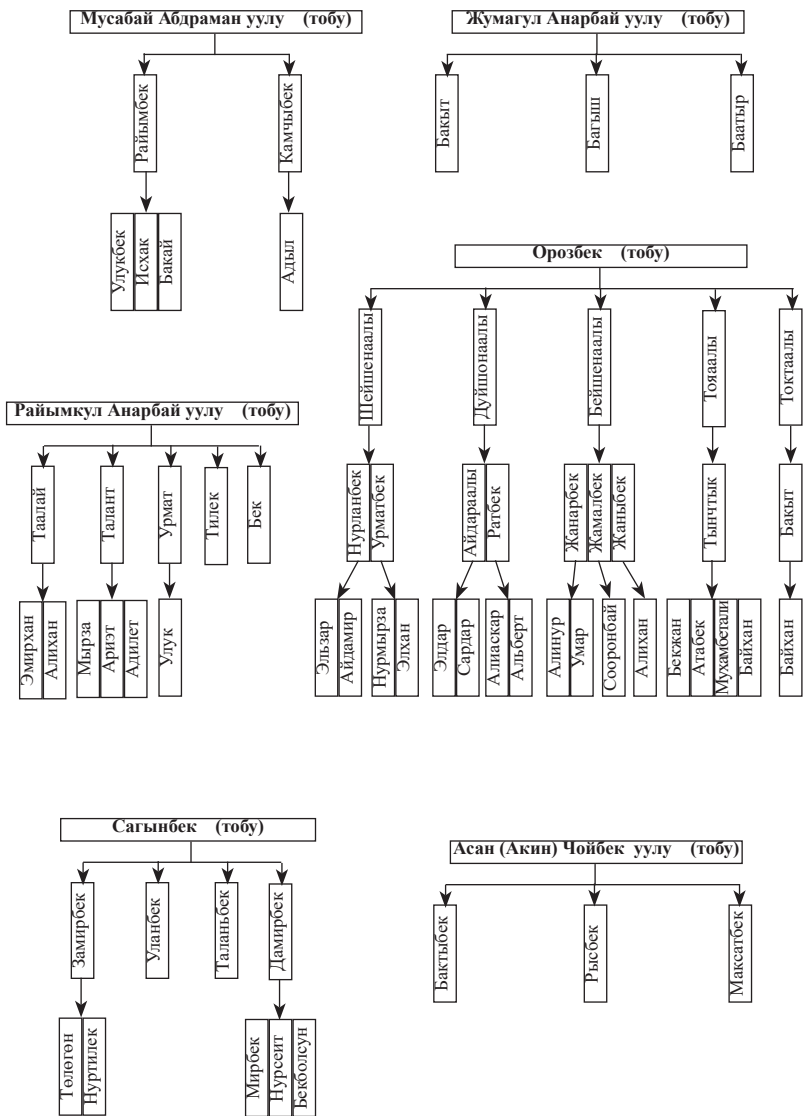 Мусабай Абдраман уулу (тобу)
Райымбек
Камчыбек
Улукбек
Исхак
Бакай
Адыл
Жумагул Анарбай уулу (тобу)
Бакыт
Багыш
Баатыр
Орозбек (тобу)
Шейшенаалы
Дуйшонаалы
Бейшенаалы
Тояаалы
Токтаалы
Нурланбек
Урматбек
Айдараалы
Ратбек
Жанарбек
Жамалбек
Жаныбек
Тынчтык
Бакыт
Эльзар
Айдамир
Нурмырза
Элхан
Элдар
Сардар
Алиаскар
Альберт
Алинур
Умар
Сооронбай
Алихан
Бекжан
Атабек
Мухамбетали
Байхан
Байхан
Райымкул Анарбай уулу (тобу)
Таалай
Талант
Урмат
Тилек
Бек
Эмирхан
Алихан
Мырза
Ариэт
Адилет
Улук
Сагынбек (тобу)
Замирбек
Уланбек
Таланьбек
Дамирбек
Төлөгөн
Нуртилек
Мирбек
Нурсеит
Бекболсун
Асан (Акин) Чойбек уулу (тобу)
Бактыбек
Рысбек
Максатбек